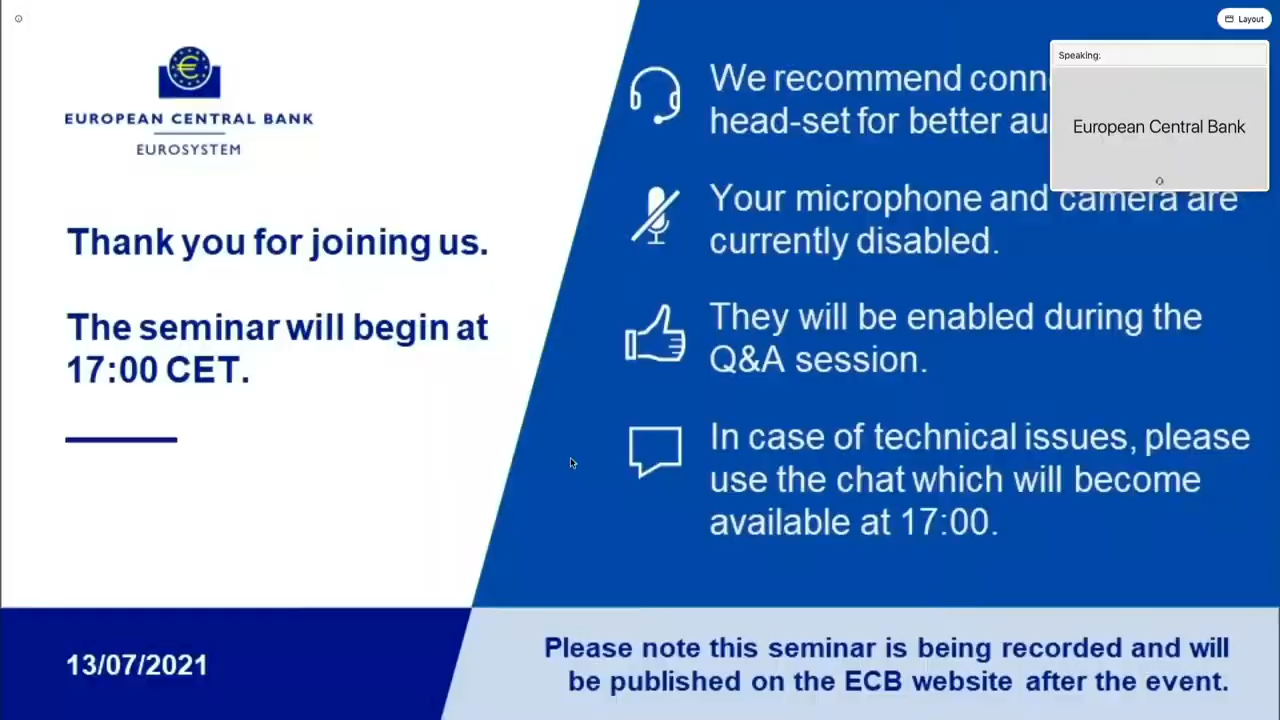 Layout
Speaking:
European Central Bank
EUROPEAN CENTRAL BANK
EUROSYSTEM
Thank you for joining us.
The seminar will begin at
17:00 CET.
13/07/2021
We recommend conn
head-set for better au
Your microphone and camera are
currently disabled.
They will be enabled during the
Q&A session.
In case of technical issues, please
use the chat which will become
available at 17:00.
Please note this seminar is being recorded and will
be published on the ECB website after the event.